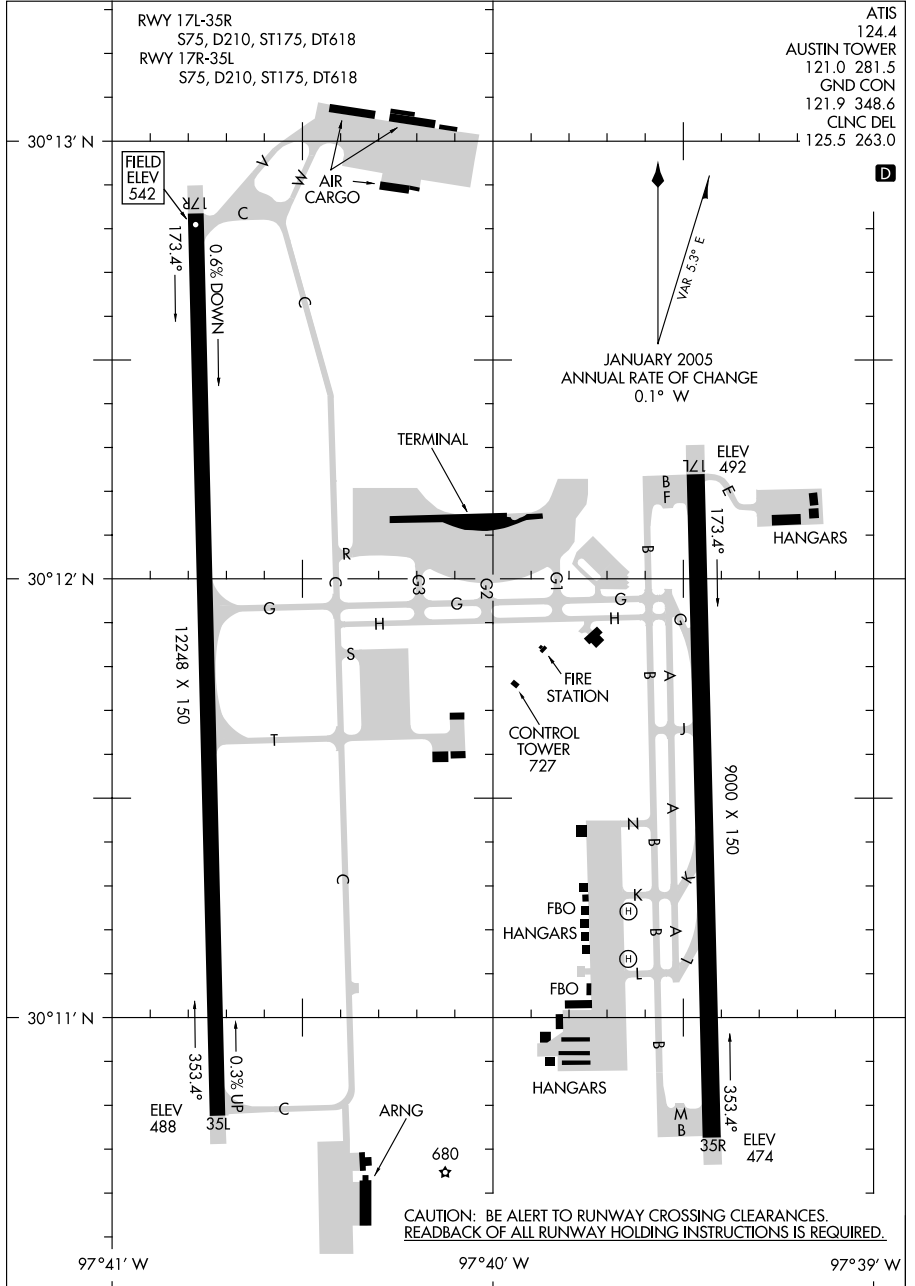 RWY 17L-35R
S75, D210, ST175, DT618
RWY 17R-35L
S75, D210, ST175, DT618
ATIS
124.4
AUSTIN TOWER
121.0 281.5
GND CON
121.9 348.6
CLNC DEL
125.5 263.0
D
30°13' N
FIELD
ELEV
542
17R
V
W
C
AIR
CARGO
173.4°
0.6% DOWN
C
VAR 5.3° E
JANUARY 2005
ANNUAL RATE OF CHANGE
0.1° W
TERMINAL
17L
ELEV
492
B
F
E
HANGARS
173.4°
R
B
30°12' N
C
G3
G2
G1
G
G
G
H
H
G
S
FIRE
STATION
B
A
12248 X 150
T
CONTROL
TOWER
727
J
9000 X 150
A
N
B
C
K
K
FBO
H
HANGARS
B
A
H
L
L
FBO
30°11' N
B
353.4°
0.3% UP
353.4°
HANGARS
ELEV
488
35L
C
ARNG
M
B
35R
ELEV
474
680
CAUTION: BE ALERT TO RUNWAY CROSSING CLEARANCES.
READBACK OF ALL RUNWAY HOLDING INSTRUCTIONS IS REQUIRED.
97°41' W
97°40' W
97°39' W